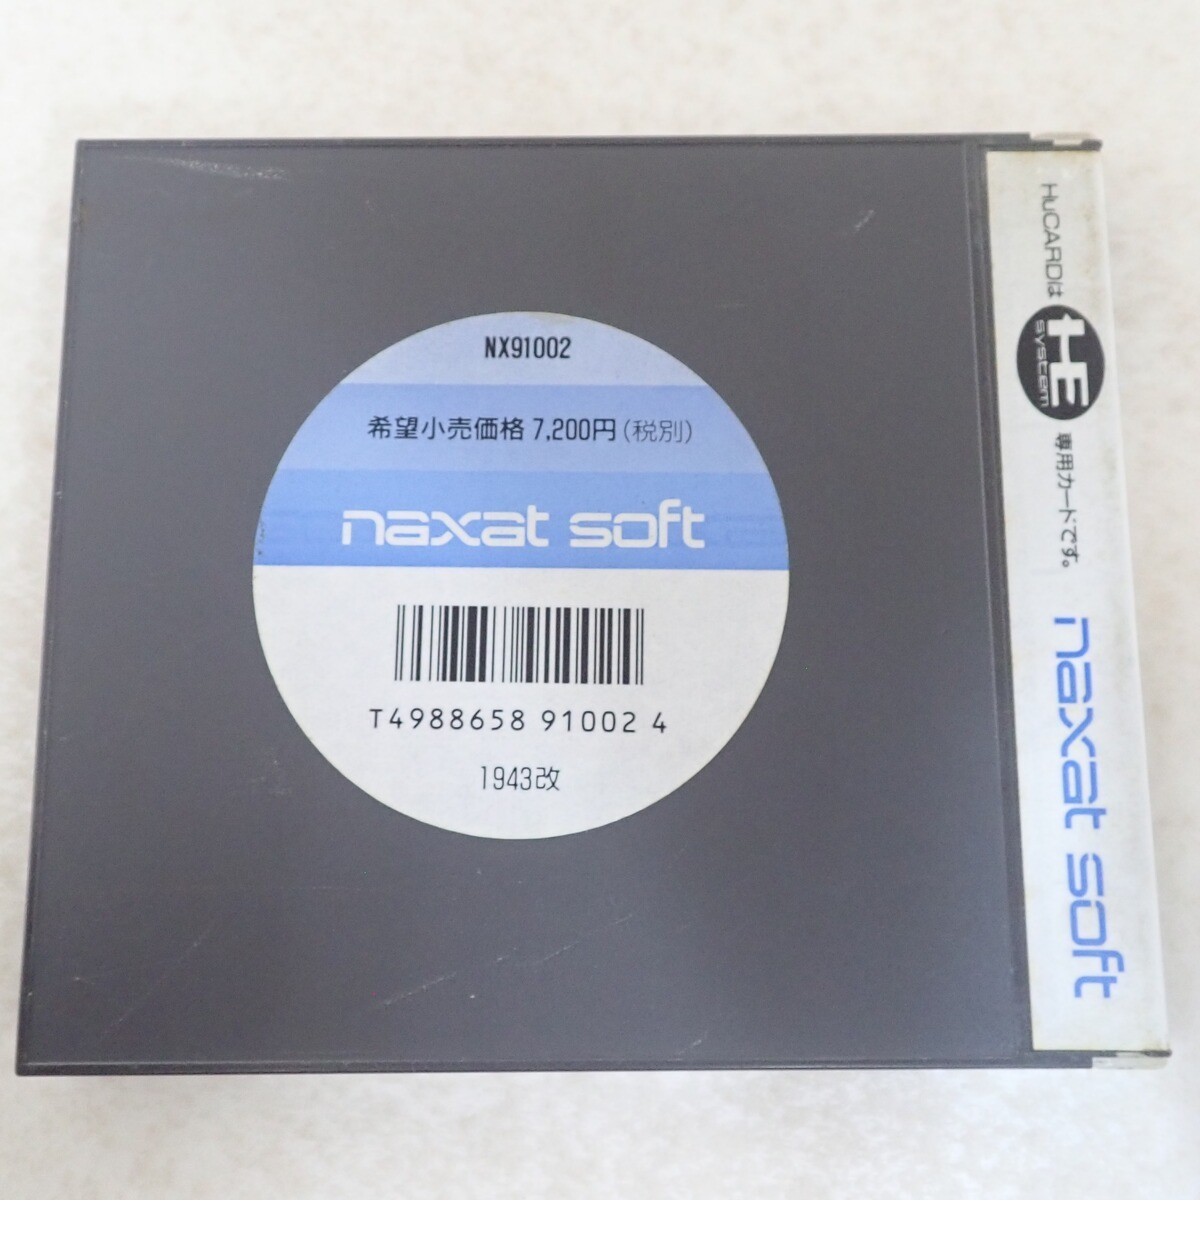 NX91002
希望小売価格 7,200円(税別)
naxat soft
T4988658 91002 4
1943改
HuCARDは HE system 専用カードです。 naxat soft